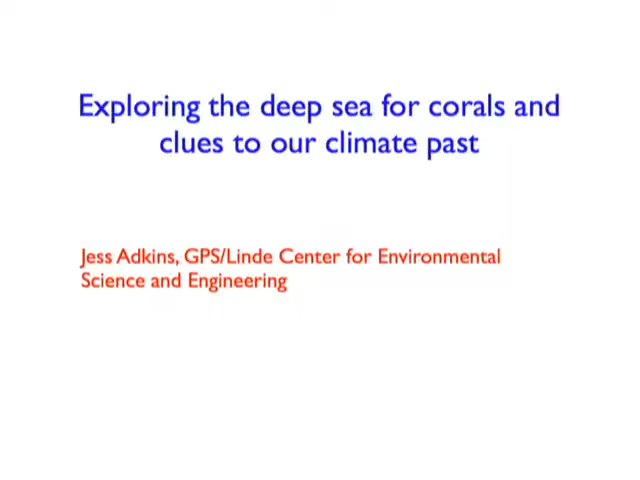 Exploring the deep sea for corals and
clues to our climate past
Jess Adkins, GPS/Linde Center for Environmental
Science and Engineering